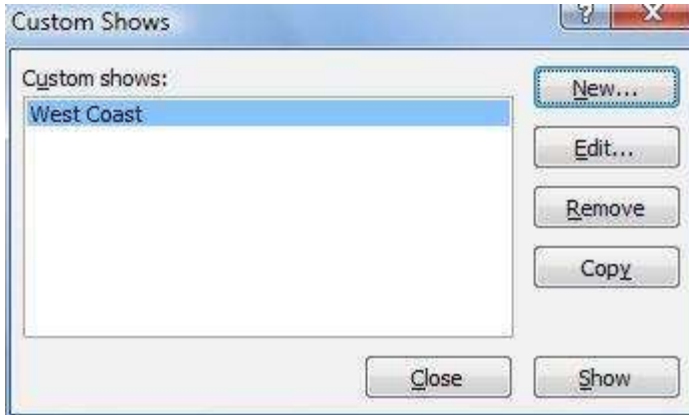 Custom Shows
?
X
Custom shows:
West Coast
New...
Edit...
Remove
Copy
Close
Show